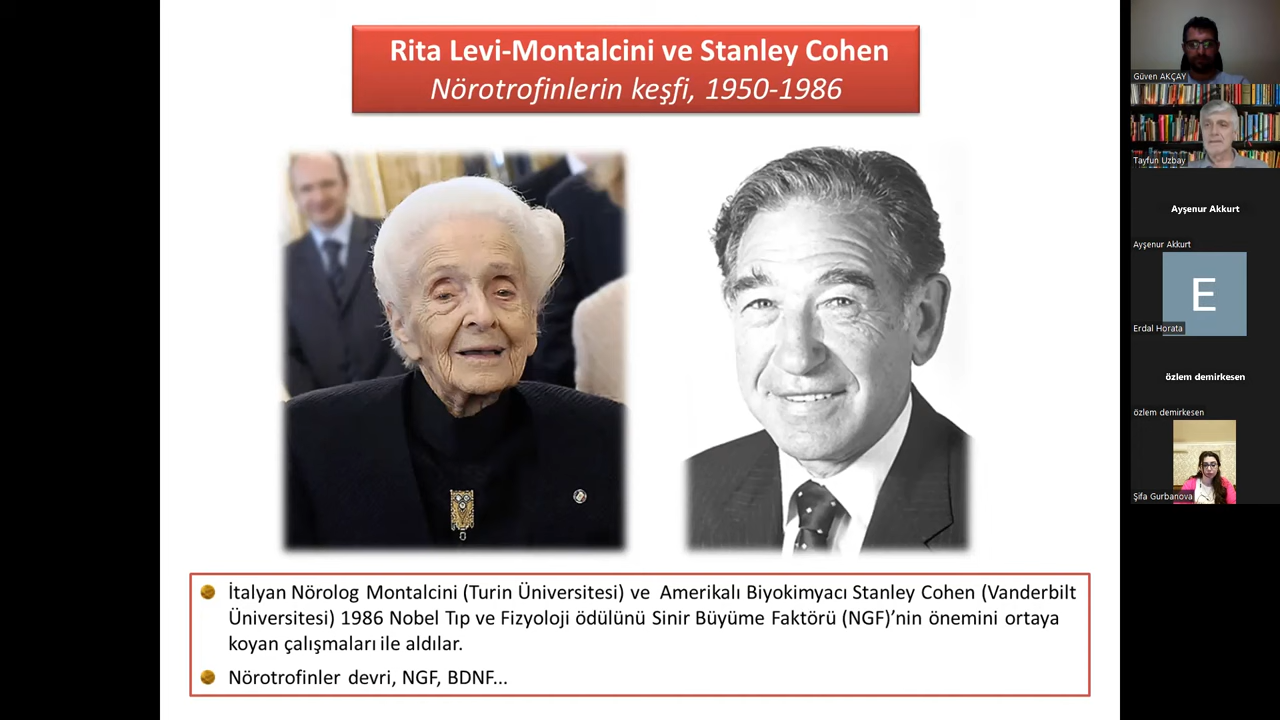 Rita Levi-Montalcini ve Stanley Cohen
Nörotrofinlerin keşfi, 1950-1986
İtalyan Nörolog Montalcini (Turin Üniversitesi) ve Amerikalı Biyokimyacı Stanley Cohen (Vanderbilt
Üniversitesi) 1986 Nobel Tıp ve Fizyoloji ödülünü Sinir Büyüme Faktörü (NGF)’nin önemini ortaya
koyan çalışmaları ile aldılar.
Nörotrofinler devri, NGF, BDNF...
Güven AKÇAY
Tayfun Uzbay
Ayşenur Akkurt
Ayşenur Akkurt
E
Erdal Horata
özlem demirkesen
özlem demirkesen
Şifa Gurbanova